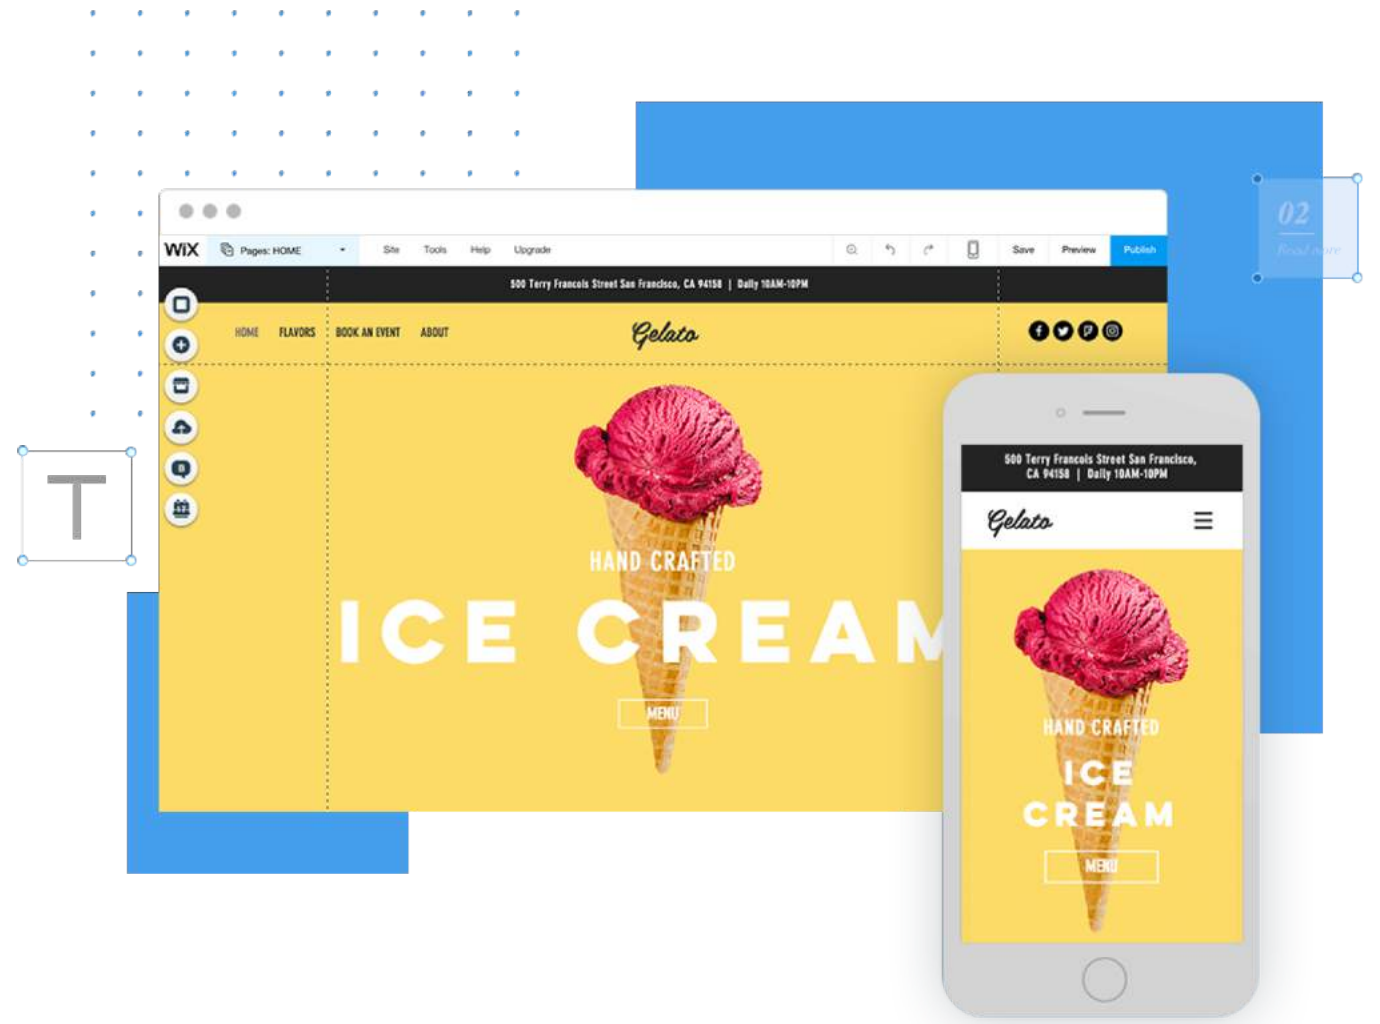 02
Read more
WiX Pages: HOME Site Tools Help Upgrade Save Preview Publish
500 Terry Francois Street San Francisco, CA 94158 | Daily 10AM-10PM
HOME FLAVORS BOOK AN EVENT ABOUT Gelato
HAND CRAFTED
ICE CREAM
MENU
T
500 Terry Francois Street San Francisco,
CA 94158 | Daily 10AM-10PM
Gelato
HAND CRAFTED
ICE
CREAM
MENU